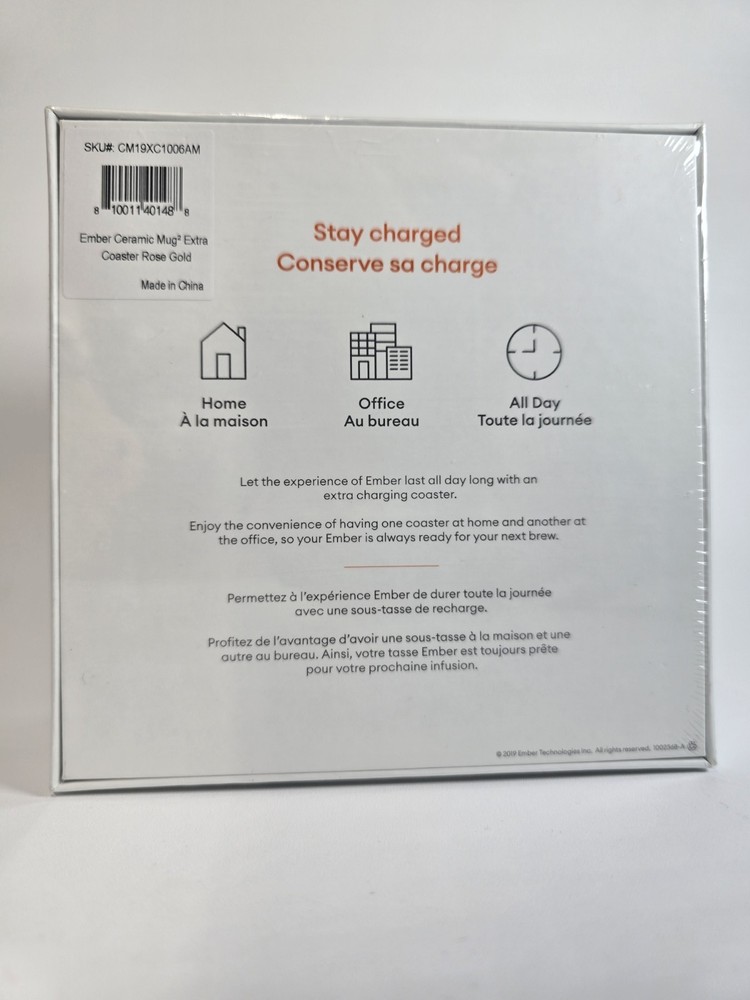 SKU#: CM19XC1006AM
8 10011 40148 8
Ember Ceramic Mug² Extra
Coaster Rose Gold
Made in China
Stay charged
Conserve sa charge
Home
À la maison
Office
Au bureau
All Day
Toute la journée
Let the experience of Ember last all day long with an
extra charging coaster.
Enjoy the convenience of having one coaster at home and another at
the office, so your Ember is always ready for your next brew.
Permettez à l'expérience Ember de durer toute la journée
avec une sous-tasse de recharge.
Profitez de l'avantage d'avoir une sous-tasse à la maison et une
autre au bureau. Ainsi, votre tasse Ember est toujours prête
pour votre prochaine infusion.
© 2019 Ember Technologies Inc. All rights reserved. 1002368-A